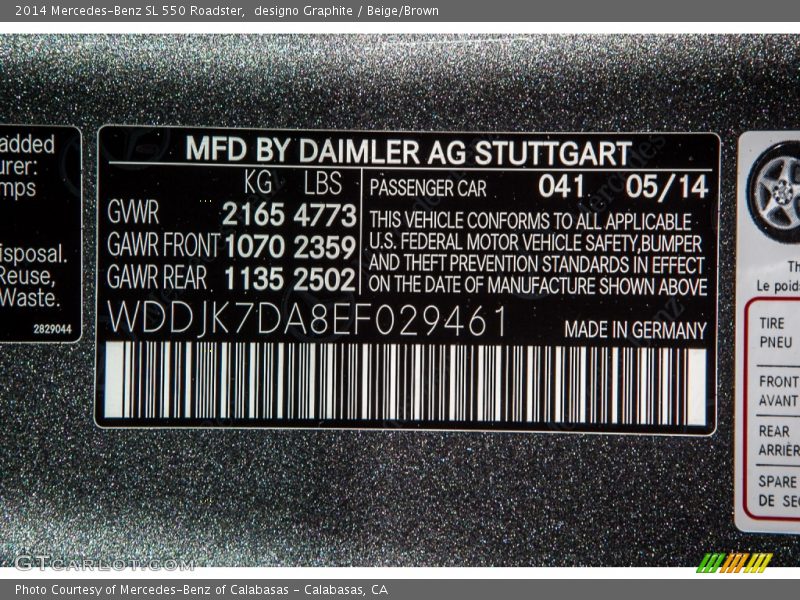 2014 Mercedes-Benz SL 550 Roadster,  designo Graphite / Beige/Brown
added
urer:
mps
isposal.
Reuse,
Waste.
2829044
MFD BY DAIMLER AG STUTTGART
KG LBS
GWWR 2165 4773
GAWR FRONT 1070 2359
GAWR REAR 1135 2502
PASSENGER CAR 041 05/14
THIS VEHICLE CONFORMS TO ALL APPLICABLE
U.S. FEDERAL MOTOR VEHICLE SAFETY,BUMPER
AND THEFT PREVENTION STANDARDS IN EFFECT
ON THE DATE OF MANUFACTURE SHOWN ABOVE
WDDJK7DA8EF029461
MADE IN GERMANY
Th
Le poids
TIRE
PNEU
FRONT
AVANT
REAR
ARRIÈR
SPARE
DE SEC
GTCARLOT.COM
Photo Courtesy of Mercedes-Benz of Calabasas - Calabasas, CA